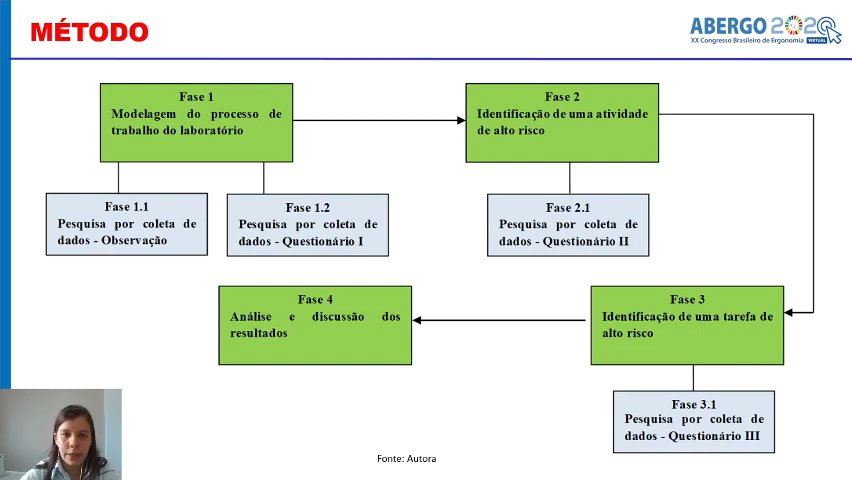 MÉTODO
ABERGO 2020
XX Congresso Brasileiro de Ergonomia VIRTUAL
Fase 1
Modelagem do processo de
trabalho do laboratório
Fase 2
Identificação de uma atividade
de alto risco
Fase 1.1
Pesquisa por coleta de
dados - Observação
Fase 1.2
Pesquisa por coleta de
dados - Questionário I
Fase 2.1
Pesquisa por coleta de
dados - Questionário II
Fase 4
Análise e discussão dos
resultados
Fase 3
Identificação de uma tarefa de
alto risco
Fase 3.1
Pesquisa por coleta de
dados - Questionário III
Fonte: Autora